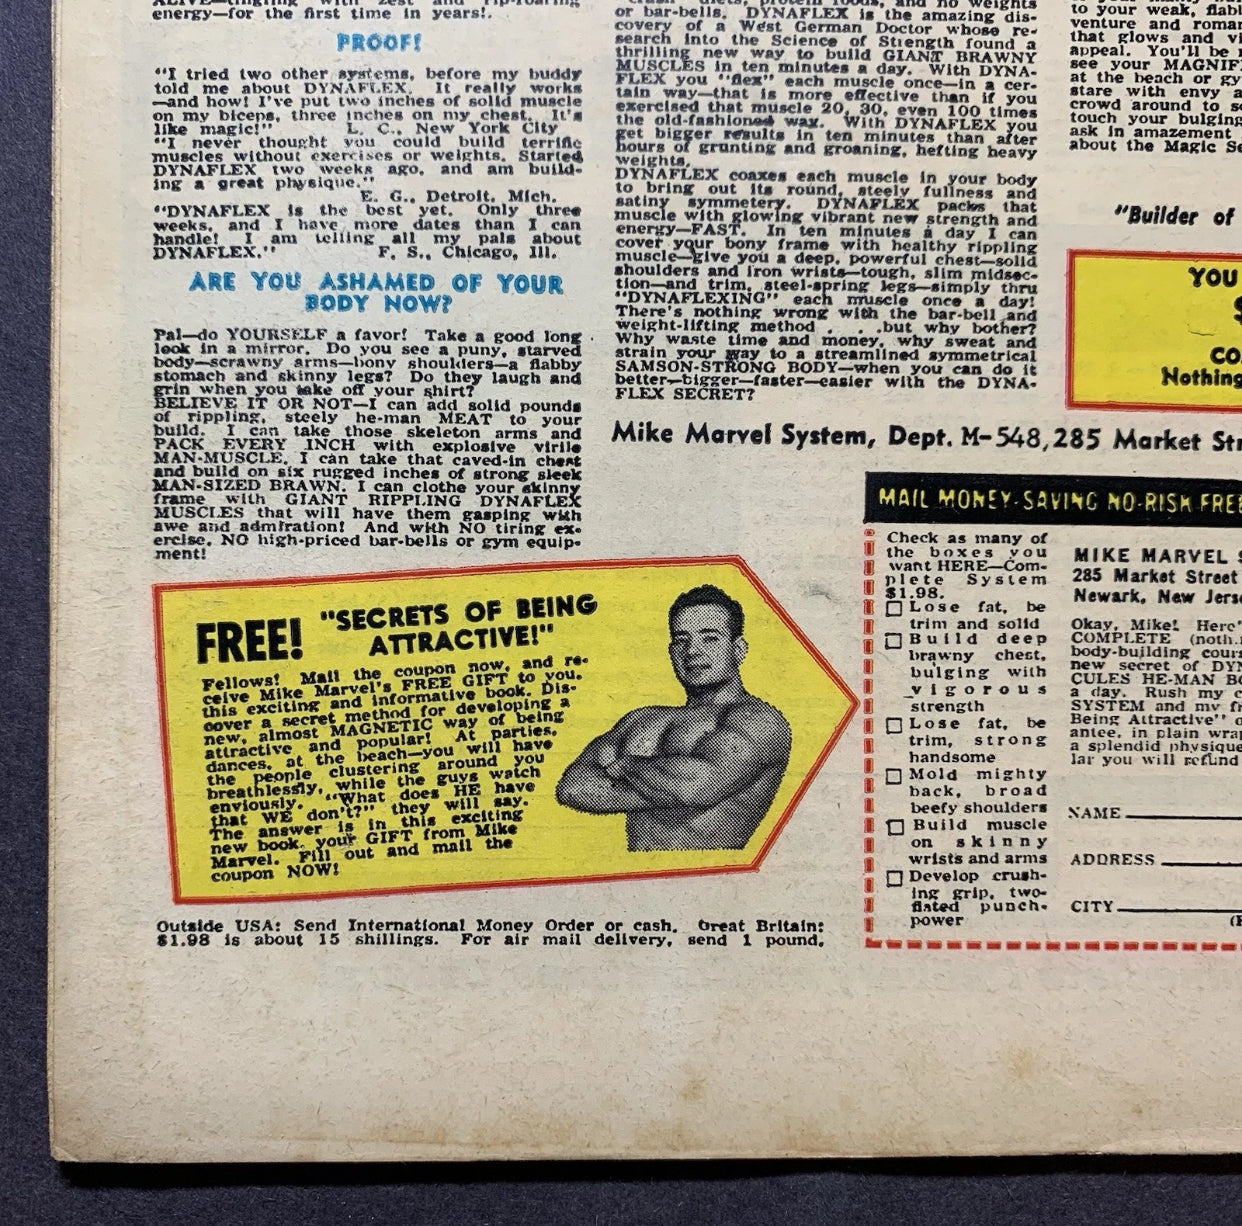 ALIVE—tingling with zest and rip-roaring
energy—for the first time in years!.
PROOF!
"I tried two other systems, before my buddy
told me about DYNAFLEX. It really works
—and how! I've put two inches of solid muscle
on my biceps, three inches on my chest. It's
like magic!" L. C., New York City
"I never thought you could build terrific
muscles without exercises or weights. Started
DYNAFLEX two weeks ago, and am build-
ing a great physique."
E. G., Detroit, Mich.
"DYNAFLEX is the best yet. Only three
weeks, and I have more dates than I can
handle! I am telling all my pals about
DYNAFLEX." F. S., Chicago, Ill.
ARE YOU ASHAMED OF YOUR
BODY NOW?
Pal—do YOURSELF a favor! Take a good long
look in a mirror. Do you see a puny, starved
body—scrawny arms—bony shoulders—a flabby
stomach and skinny legs? Do they laugh and
grin when you take off your shirt?
BELIEVE IT OR NOT—I can add solid pounds
of rippling, steely he-man MEAT to your
build. I can take those skeleton arms and
PACK EVERY INCH with explosive virile
MAN-MUSCLE. I can take that caved-in chest
and build on six rugged inches of strong sleek
MAN-SIZED BRAWN. I can clothe your skinny
frame with GIANT RIPPLING DYNAFLEX
MUSCLES that will have them gasping with
awe and admiration! And with NO tiring ex-
ercise, NO high-priced bar-bells or gym equip-
ment!
FREE! "SECRETS OF BEING
ATTRACTIVE!"
Fellows! Mail the coupon now, and re-
ceive Mike Marvel's FREE GIFT to you.
this exciting and informative book. Dis-
cover a secret method for developing a
new, almost MAGNETIC way of being
attractive and popular! At parties,
dances, at the beach—you will have
the people clustering around you
breathlessly, while the guys watch
enviously. "What does HE have
that WE don't?" they will say.
The answer is in this exciting
new book, your GIFT from Mike
Marvel. Fill out and mail the
coupon NOW!
Outside USA: Send International Money Order or cash. Great Britain:
$1.98 is about 15 shillings. For air mail delivery, send 1 pound.
diets, protein foods, and no weights
or bar-bells. DYNAFLEX is the amazing dis-
covery of a West German Doctor whose re-
search into the Science of Strength found a
thrilling new way to build GIANT BRAWNY
MUSCLES in ten minutes a day. With DYNA-
FLEX you "flex" each muscle once—in a cer-
tain way—that is more effective than if you
exercised that muscle 20, 30, even 100 times
the old-fashioned way. With DYNAFLEX you
get bigger results in ten minutes than after
hours of grunting and groaning, hefting heavy
weights.
DYNAFLEX coaxes each muscle in your body
to bring out its round, steely fullness and
satiny symmetery. DYNAFLEX packs that
muscle with glowing vibrant new strength and
energy—FAST. In ten minutes a day I can
cover your bony frame with healthy rippling
muscle—give you a deep, powerful chest—solid
shoulders and iron wrists—tough, slim midsec-
tion—and trim, steel-spring legs—simply thru
"DYNAFLEXING" each muscle once a day!
There's nothing wrong with the bar-bell and
weight-lifting method . . .but why bother?
Why waste time and money, why sweat and
strain your way to a streamlined symmetrical
SAMSON-STRONG BODY—when you can do it
better—bigger—faster—easier with the DYNA-
FLEX SECRET?
to your weak, flab
venture and roman
that glows and vi
appeal. You'll be
see your MAGNIF
at the beach or gy
stare with envy a
crowd around to s
touch your bulging
ask in amazement
about the Magic Se
"Builder of
YOU
$
CO
Nothing
Mike Marvel System, Dept. M-548, 285 Market Str
MAIL MONEY-SAVING NO-RISK FREE
Check as many of
the boxes you
want HERE—Com-
plete System
$1.98.
Lose fat, be
trim and solid
Build deep
brawny chest,
bulging with
vigorous
strength
Lose fat, be
trim, strong
handsome
Mold mighty
back, broad
beefy shoulders
Build muscle
on skinny
wrists and arms
Develop crush-
ing grip, two-
fisted punch-
power
MIKE MARVEL S
285 Market Street
Newark, New Jers
Okay, Mike! Here'
COMPLETE (noth
body-building cours
new secret of DYN
CULES HE-MAN BO
a day. Rush my c
SYSTEM and my fr
Being Attractive" o
antee, in plain wrap
a splendid physique
lar you will refund
NAME
ADDRESS
CITY